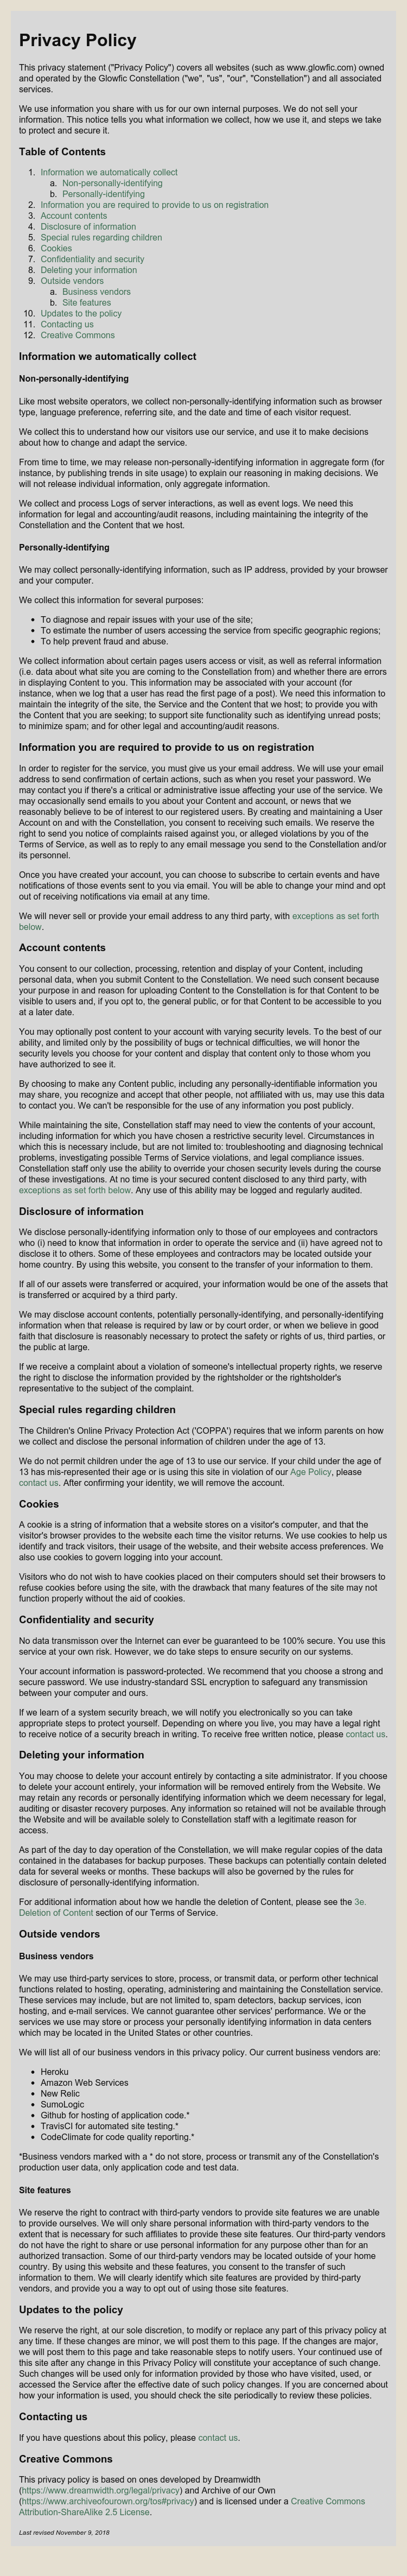 Privacy Policy
This privacy statement ("Privacy Policy") covers all websites (such as www.glowfic.com) owned
and operated by the Glowfic Constellation ("we", "us", "our", "Constellation") and all associated
services.
We use information you share with us for our own internal purposes. We do not sell your
information. This notice tells you what information we collect, how we use it, and steps we take
to protect and secure it.
Table of Contents
1. Information we automatically collect
a. Non-personally-identifying
b. Personally-identifying
2. Information you are required to provide to us on registration
3. Account contents
4. Disclosure of information
5. Special rules regarding children
6. Cookies
7. Confidentiality and security
8. Deleting your information
9. Outside vendors
a. Business vendors
b. Site features
10. Updates to the policy
11. Contacting us
12. Creative Commons
Information we automatically collect
Non-personally-identifying
Like most website operators, we collect non-personally-identifying information such as browser
type, language preference, referring site, and the date and time of each visitor request.
We collect this to understand how our visitors use our service, and use it to make decisions
about how to change and adapt the service.
From time to time, we may release non-personally-identifying information in aggregate form (for
instance, by publishing trends in site usage) to explain our reasoning in making decisions. We
will not release individual information, only aggregate information.
We collect and process Logs of server interactions, as well as event logs. We need this
information for legal and accounting/audit reasons, including maintaining the integrity of the
Constellation and the Content that we host.
Personally-identifying
We may collect personally-identifying information, such as IP address, provided by your browser
and your computer.
We collect this information for several purposes:
• To diagnose and repair issues with your use of the site;
• To estimate the number of users accessing the service from specific geographic regions;
• To help prevent fraud and abuse.
We collect information about certain pages users access or visit, as well as referral information
(i.e. data about what site you are coming to the Constellation from) and whether there are errors
in displaying Content to you. This information may be associated with your account (for
instance, when we log that a user has read the first page of a post). We need this information to
maintain the integrity of the site, the Service and the Content that we host; to provide you with
the Content that you are seeking; to support site functionality such as identifying unread posts;
to minimize spam; and for other legal and accounting/audit reasons.
Information you are required to provide to us on registration
In order to register for the service, you must give us your email address. We will use your email
address to send confirmation of certain actions, such as when you reset your password. We
may contact you if there's a critical or administrative issue affecting your use of the service. We
may occasionally send emails to you about your Content and account, or news that we
reasonably believe to be of interest to our registered users. By creating and maintaining a User
Account on and with the Constellation, you consent to receiving such emails. We reserve the
right to send you notice of complaints raised against you, or alleged violations by you of the
Terms of Service, as well as to reply to any email message you send to the Constellation and/or
its personnel.
Once you have created your account, you can choose to subscribe to certain events and have
notifications of those events sent to you via email. You will be able to change your mind and opt
out of receiving notifications via email at any time.
We will never sell or provide your email address to any third party, with exceptions as set forth
below.
Account contents
You consent to our collection, processing, retention and display of your Content, including
personal data, when you submit Content to the Constellation. We need such consent because
your purpose in and reason for uploading Content to the Constellation is for that Content to be
visible to users and, if you opt to, the general public, or for that Content to be accessible to you
at a later date.
You may optionally post content to your account with varying security levels. To the best of our
ability, and limited only by the possibility of bugs or technical difficulties, we will honor the
security levels you choose for your content and display that content only to those whom you
have authorized to see it.
By choosing to make any Content public, including any personally-identifiable information you
may share, you recognize and accept that other people, not affiliated with us, may use this data
to contact you. We can't be responsible for the use of any information you post publicly.
While maintaining the site, Constellation staff may need to view the contents of your account,
including information for which you have chosen a restrictive security level. Circumstances in
which this is necessary include, but are not limited to: troubleshooting and diagnosing technical
problems, investigating possible Terms of Service violations, and legal compliance issues.
Constellation staff only use the ability to override your chosen security levels during the course
of these investigations. At no time is your secured content disclosed to any third party, with
exceptions as set forth below. Any use of this ability may be logged and regularly audited.
Disclosure of information
We disclose personally-identifying information only to those of our employees and contractors
who (i) need to know that information in order to operate the service and (ii) have agreed not to
disclose it to others. Some of these employees and contractors may be located outside your
home country. By using this website, you consent to the transfer of your information to them.
If all of our assets were transferred or acquired, your information would be one of the assets that
is transferred or acquired by a third party.
We may disclose account contents, potentially personally-identifying, and personally-identifying
information when that release is required by law or by court order, or when we believe in good
faith that disclosure is reasonably necessary to protect the safety or rights of us, third parties, or
the public at large.
If we receive a complaint about a violation of someone's intellectual property rights, we reserve
the right to disclose the information provided by the rightsholder or the rightsholder's
representative to the subject of the complaint.
Special rules regarding children
The Children's Online Privacy Protection Act ('COPPA') requires that we inform parents on how
we collect and disclose the personal information of children under the age of 13.
We do not permit children under the age of 13 to use our service. If your child under the age of
13 has mis-represented their age or is using this site in violation of our Age Policy, please
contact us. After confirming your identity, we will remove the account.
Cookies
A cookie is a string of information that a website stores on a visitor's computer, and that the
visitor's browser provides to the website each time the visitor returns. We use cookies to help us
identify and track visitors, their usage of the website, and their website access preferences. We
also use cookies to govern logging into your account.
Visitors who do not wish to have cookies placed on their computers should set their browsers to
refuse cookies before using the site, with the drawback that many features of the site may not
function properly without the aid of cookies.
Confidentiality and security
No data transmisson over the Internet can ever be guaranteed to be 100% secure. You use this
service at your own risk. However, we do take steps to ensure security on our systems.
Your account information is password-protected. We recommend that you choose a strong and
secure password. We use industry-standard SSL encryption to safeguard any transmission
between your computer and ours.
If we learn of a system security breach, we will notify you electronically so you can take
appropriate steps to protect yourself. Depending on where you live, you may have a legal right
to receive notice of a security breach in writing. To receive free written notice, please contact us.
Deleting your information
You may choose to delete your account entirely by contacting a site administrator. If you choose
to delete your account entirely, your information will be removed entirely from the Website. We
may retain any records or personally identifying information which we deem necessary for legal,
auditing or disaster recovery purposes. Any information so retained will not be available through
the Website and will be available solely to Constellation staff with a legitimate reason for
access.
As part of the day to day operation of the Constellation, we will make regular copies of the data
contained in the databases for backup purposes. These backups can potentially contain deleted
data for several weeks or months. These backups will also be governed by the rules for
disclosure of personally-identifying information.
For additional information about how we handle the deletion of Content, please see the 3e.
Deletion of Content section of our Terms of Service.
Outside vendors
Business vendors
We may use third-party services to store, process, or transmit data, or perform other technical
functions related to hosting, operating, administering and maintaining the Constellation service.
These services may include, but are not limited to, spam detectors, backup services, icon
hosting, and e-mail services. We cannot guarantee other services' performance. We or the
services we use may store or process your personally identifying information in data centers
which may be located in the United States or other countries.
We will list all of our business vendors in this privacy policy. Our current business vendors are:
• Heroku
• Amazon Web Services
• New Relic
• SumoLogic
• Github for hosting of application code.*
• TravisCI for automated site testing.*
• CodeClimate for code quality reporting.*
*Business vendors marked with a * do not store, process or transmit any of the Constellation's
production user data, only application code and test data.
Site features
We reserve the right to contract with third-party vendors to provide site features we are unable
to provide ourselves. We will only share personal information with third-party vendors to the
extent that is necessary for such affiliates to provide these site features. Our third-party vendors
do not have the right to share or use personal information for any purpose other than for an
authorized transaction. Some of our third-party vendors may be located outside of your home
country. By using this website and these features, you consent to the transfer of such
information to them. We will clearly identify which site features are provided by third-party
vendors, and provide you a way to opt out of using those site features.
Updates to the policy
We reserve the right, at our sole discretion, to modify or replace any part of this privacy policy at
any time. If these changes are minor, we will post them to this page. If the changes are major,
we will post them to this page and take reasonable steps to notify users. Your continued use of
this site after any change in this Privacy Policy will constitute your acceptance of such change.
Such changes will be used only for information provided by those who have visited, used, or
accessed the Service after the effective date of such policy changes. If you are concerned about
how your information is used, you should check the site periodically to review these policies.
Contacting us
If you have questions about this policy, please contact us.
Creative Commons
This privacy policy is based on ones developed by Dreamwidth
(https://www.dreamwidth.org/legal/privacy) and Archive of our Own
(https://www.archiveofourown.org/tos#privacy) and is licensed under a Creative Commons
Attribution-ShareAlike 2.5 License.
Last revised November 9, 2018